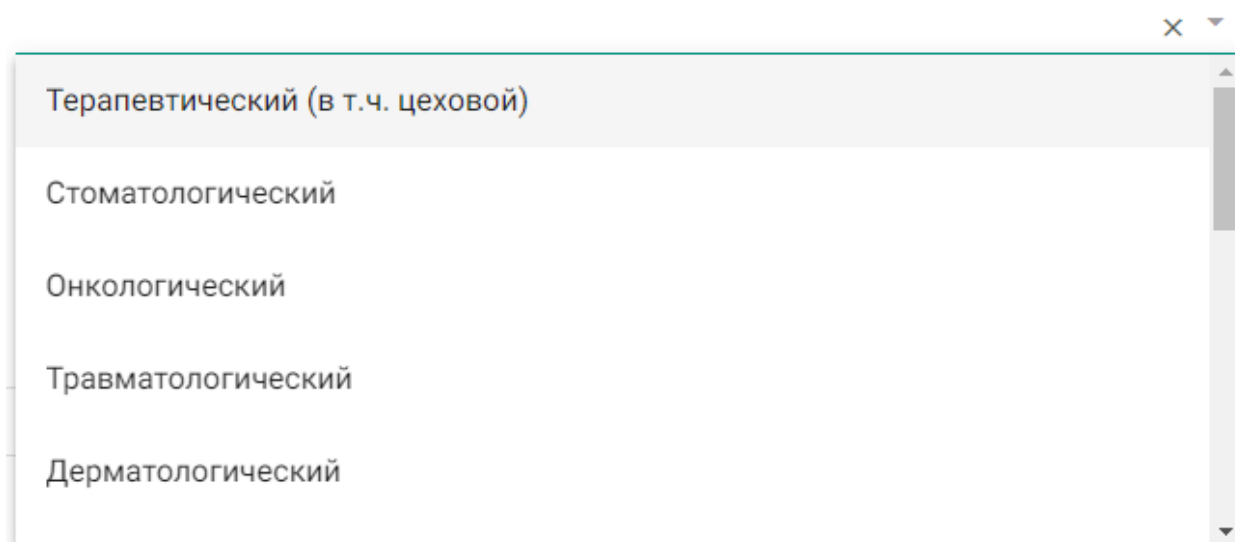 Терапевтический (в т.ч. цеховой)
Стоматологический
Онкологический
Травматологический
Дерматологический